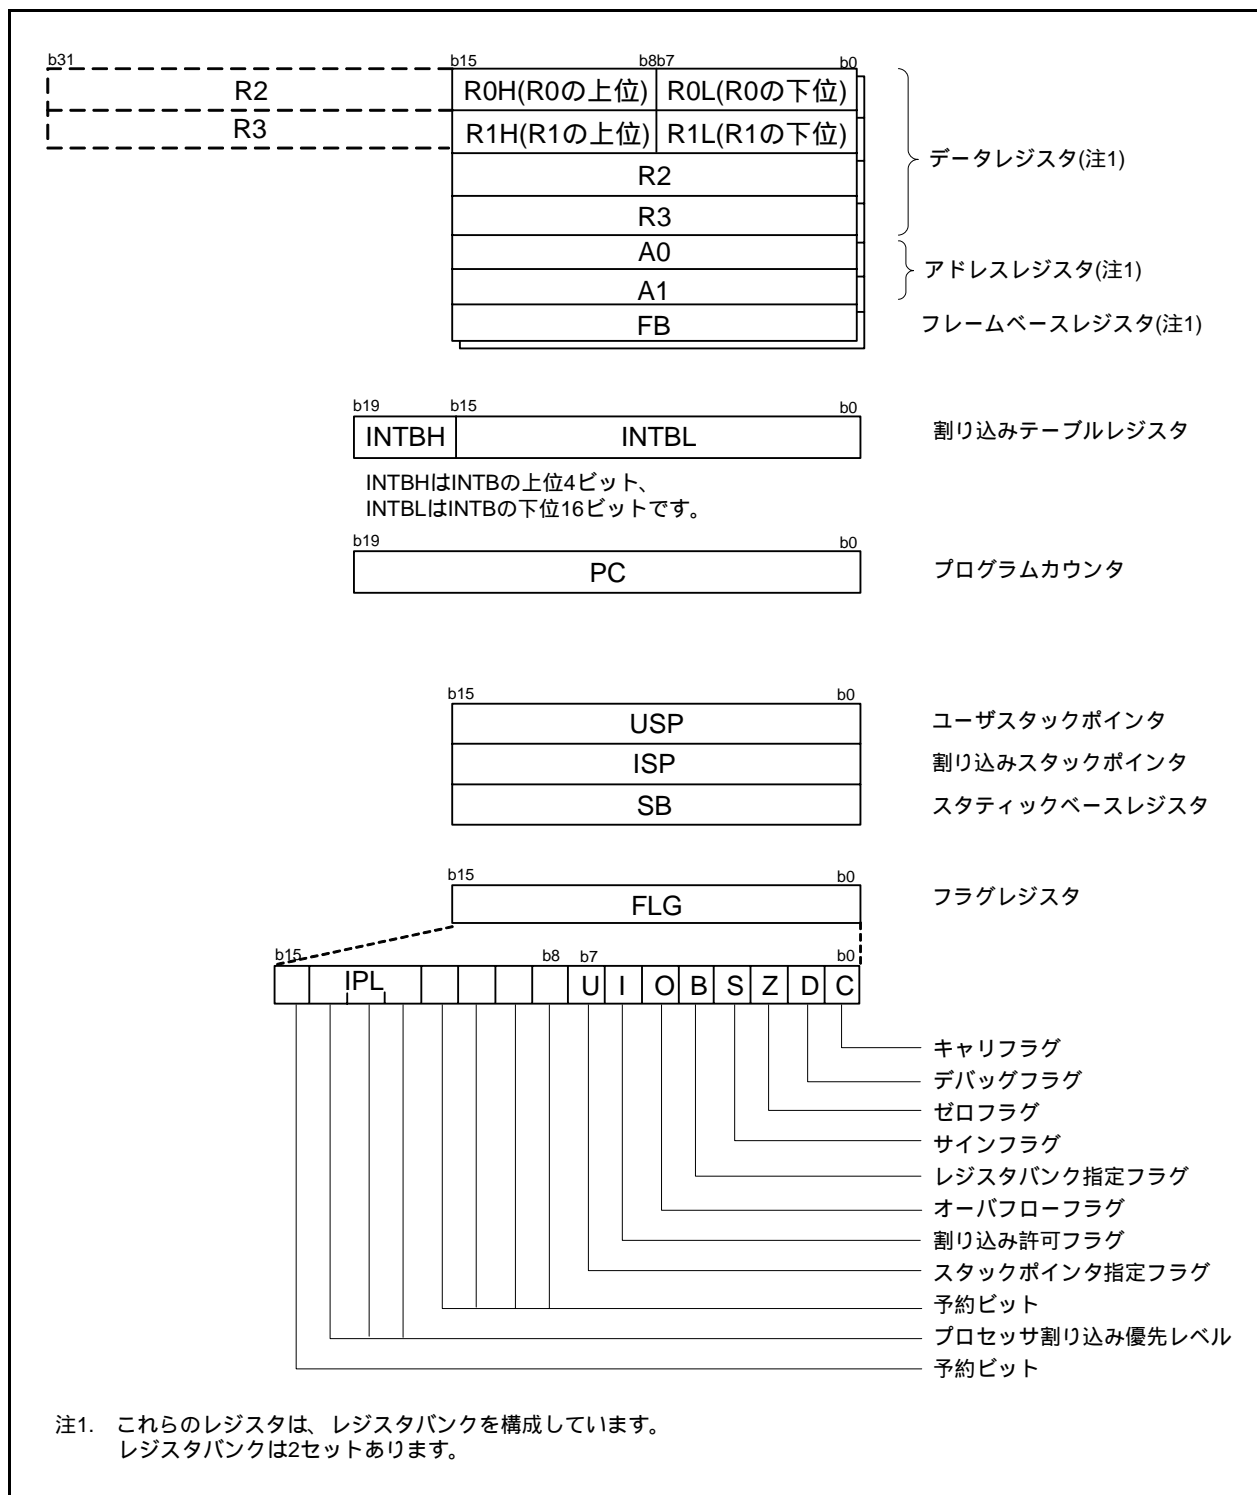 b31 b15 b8b7 b0
R2 R0H(R0の上位) R0L(R0の下位)
R3 R1H(R1の上位) R1L(R1の下位)
データレジスタ(注1)
R2
R3
A0
アドレスレジスタ(注1)
A1
FB フレームベースレジスタ(注1)
b19 b15 b0
INTBH INTBL 割り込みテーブルレジスタ
INTBHはINTBの上位4ビット、
INTBLはINTBの下位16ビットです。
b19 b0
PC プログラムカウンタ
b15 b0
USP ユーザスタックポインタ
ISP 割り込みスタックポインタ
SB スタティックベースレジスタ
b15 b0
FLG フラグレジスタ
b15 b8 b7 b0
IPL U I O B S Z D C
キャリフラグ
デバッグフラグ
ゼロフラグ
サインフラグ
レジスタバンク指定フラグ
オーバフローフラグ
割り込み許可フラグ
スタックポインタ指定フラグ
予約ビット
プロセッサ割り込み優先レベル
予約ビット
注1. これらのレジスタは、レジスタバンクを構成しています。
レジスタバンクは2セットあります。